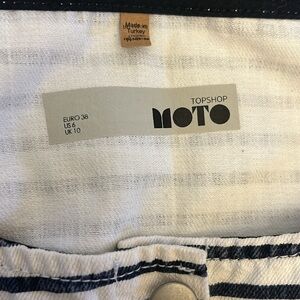 Made in
Turkey
TOPSHOP
MOTO
EURO 38
US 6
UK 10